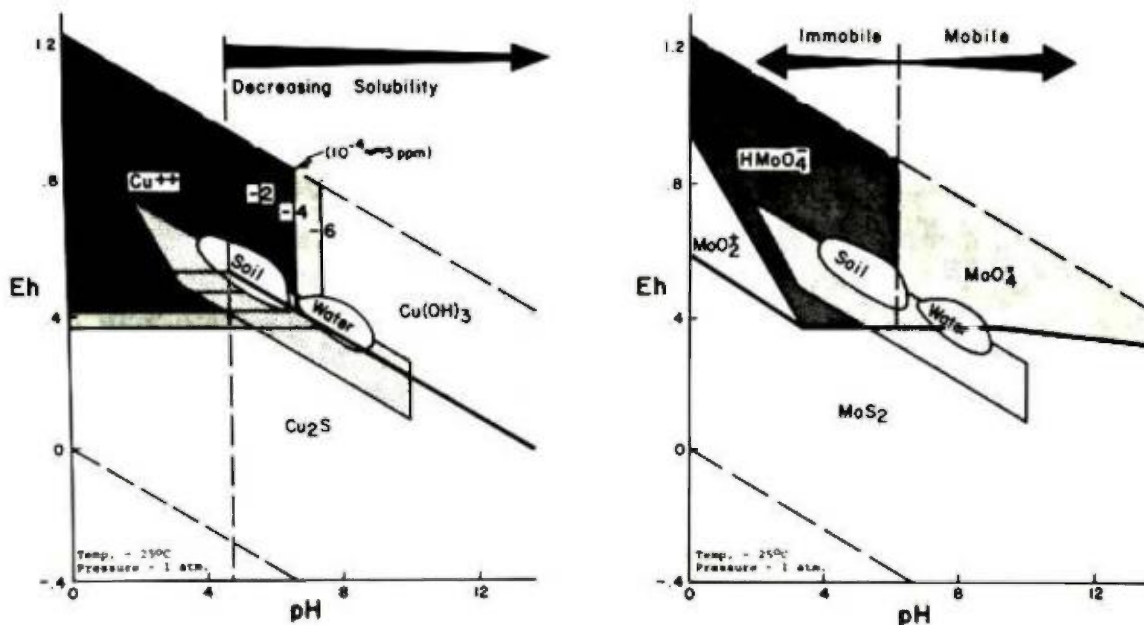 1.2
Decreasing Solubility
(10-4~3 ppm)
.8
Cu++
-2
-4
-6
Soil
Eh
Water
Cu(OH)3
.4
Cu2S
0
Temp. - 25ºC
Pressure - 1 atm.
-.4
0
4
8
12
pH
1.2
Immobile
Mobile
HMoO4-
.8
MoO2+
Soil
MoO4=
Eh
Water
.4
MoS2
0
Temp. - 25ºC
Pressure - 1 atm.
-.4
0
4
8
12
pH